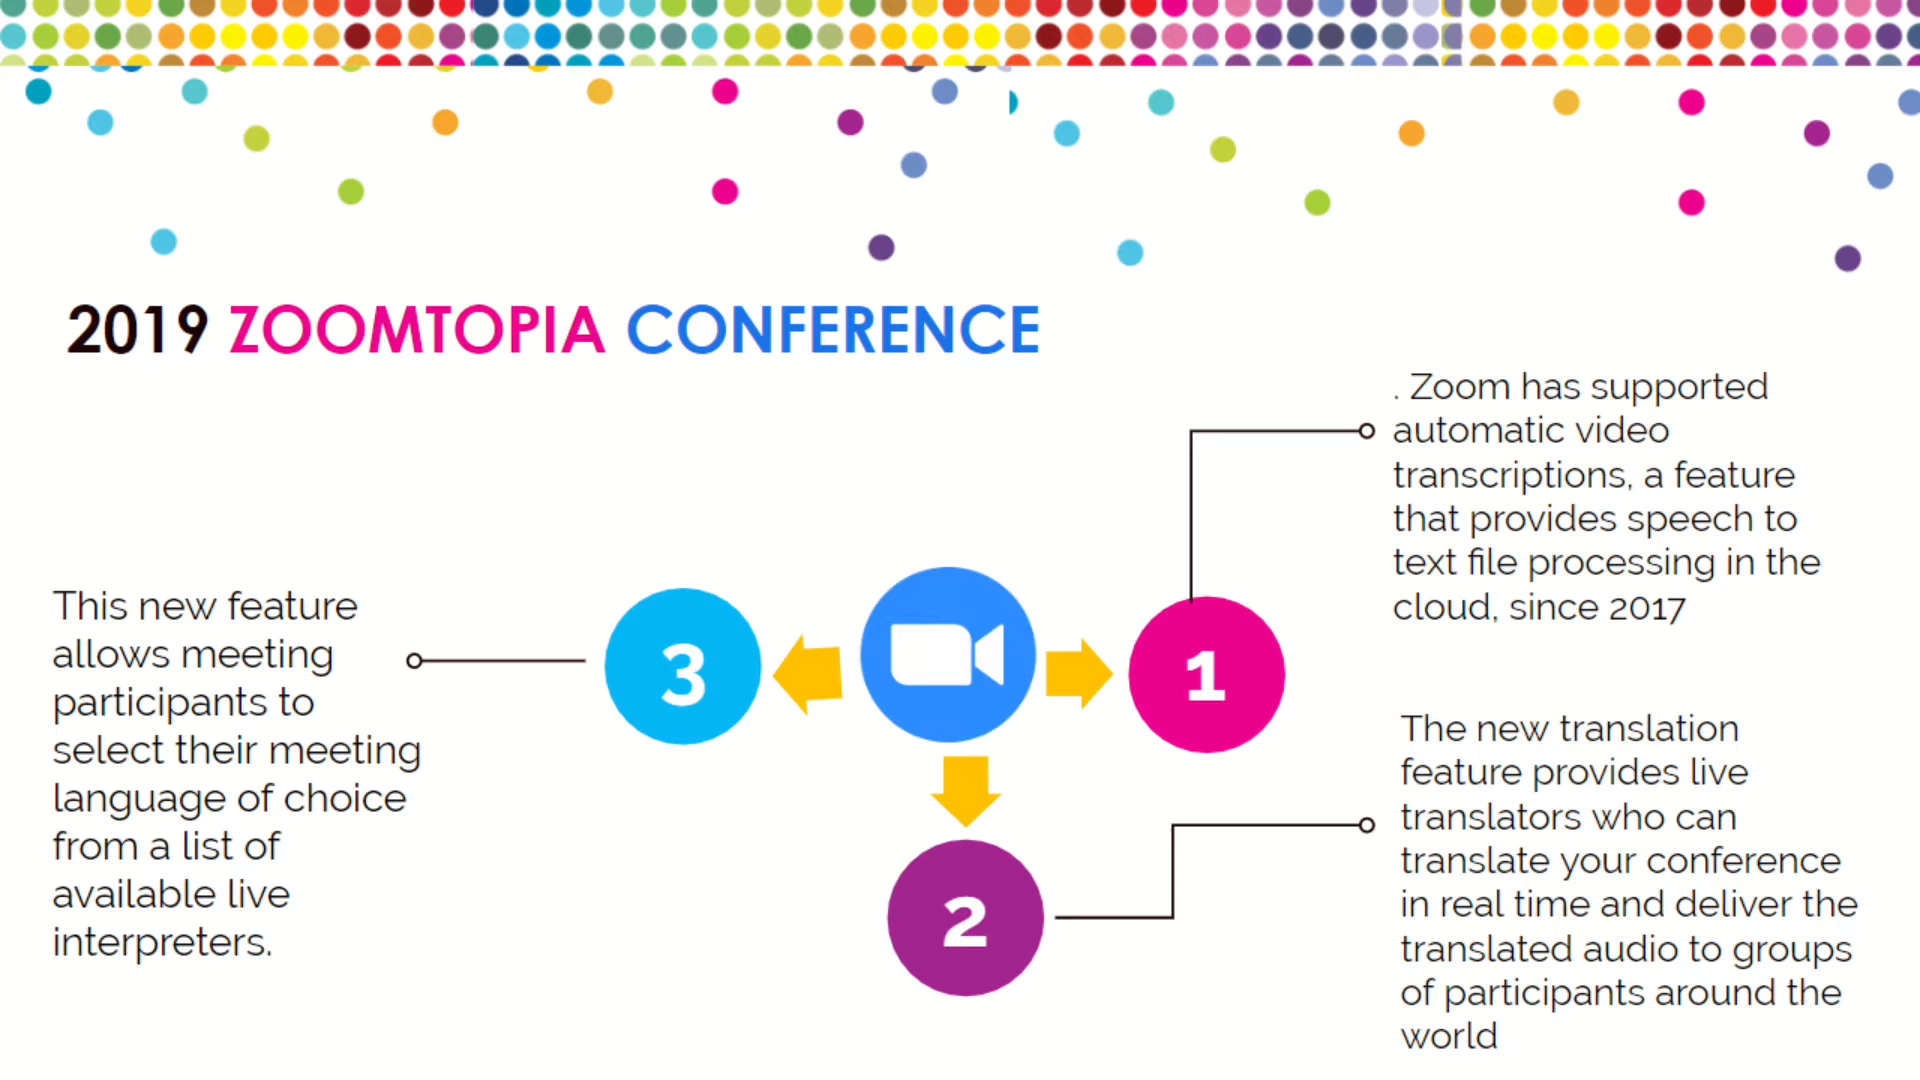 2019 ZOOMTOPIA CONFERENCE
. Zoom has supported
automatic video
transcriptions, a feature
that provides speech to
text file processing in the
cloud, since 2017
1
The new translation
feature provides live
translators who can
translate your conference
in real time and deliver the
translated audio to groups
of participants around the
world
2
This new feature
allows meeting
participants to
select their meeting
language of choice
from a list of
available live
interpreters.
3